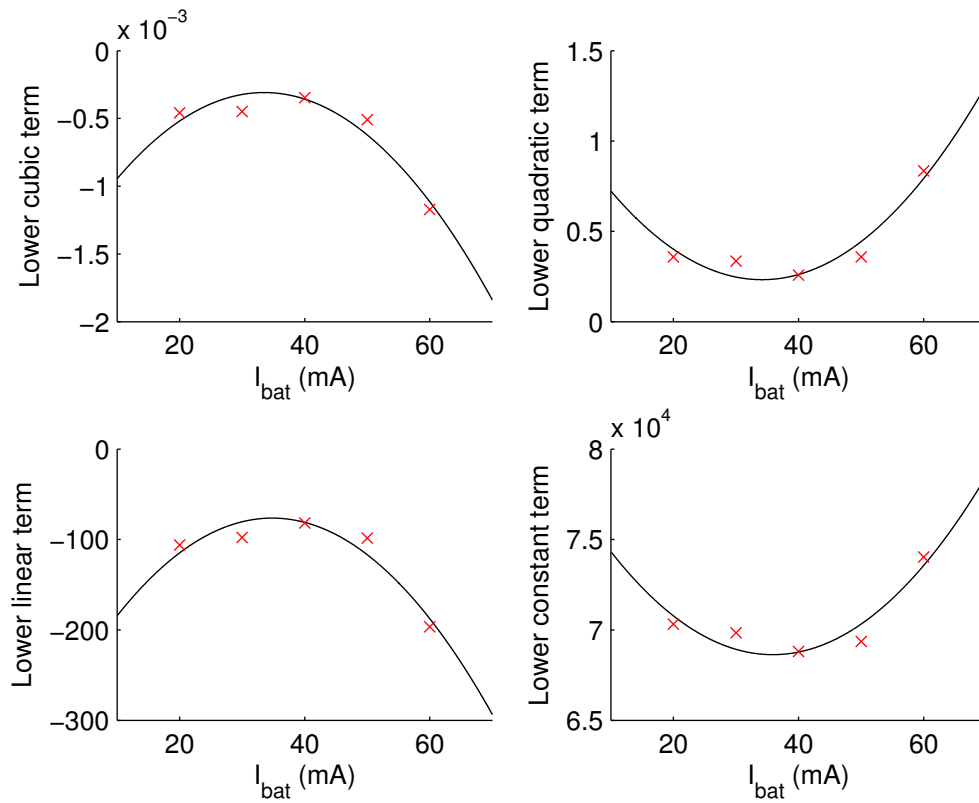 x 10^-3
0
−0.5
−1
−1.5
−2
20 40 60
I_bat (mA)
Lower cubic term
1.5
1
0.5
0
20 40 60
I_bat (mA)
Lower quadratic term
0
−100
−200
−300
20 40 60
I_bat (mA)
Lower linear term
x 10^4
8
7.5
7
6.5
20 40 60
I_bat (mA)
Lower constant term